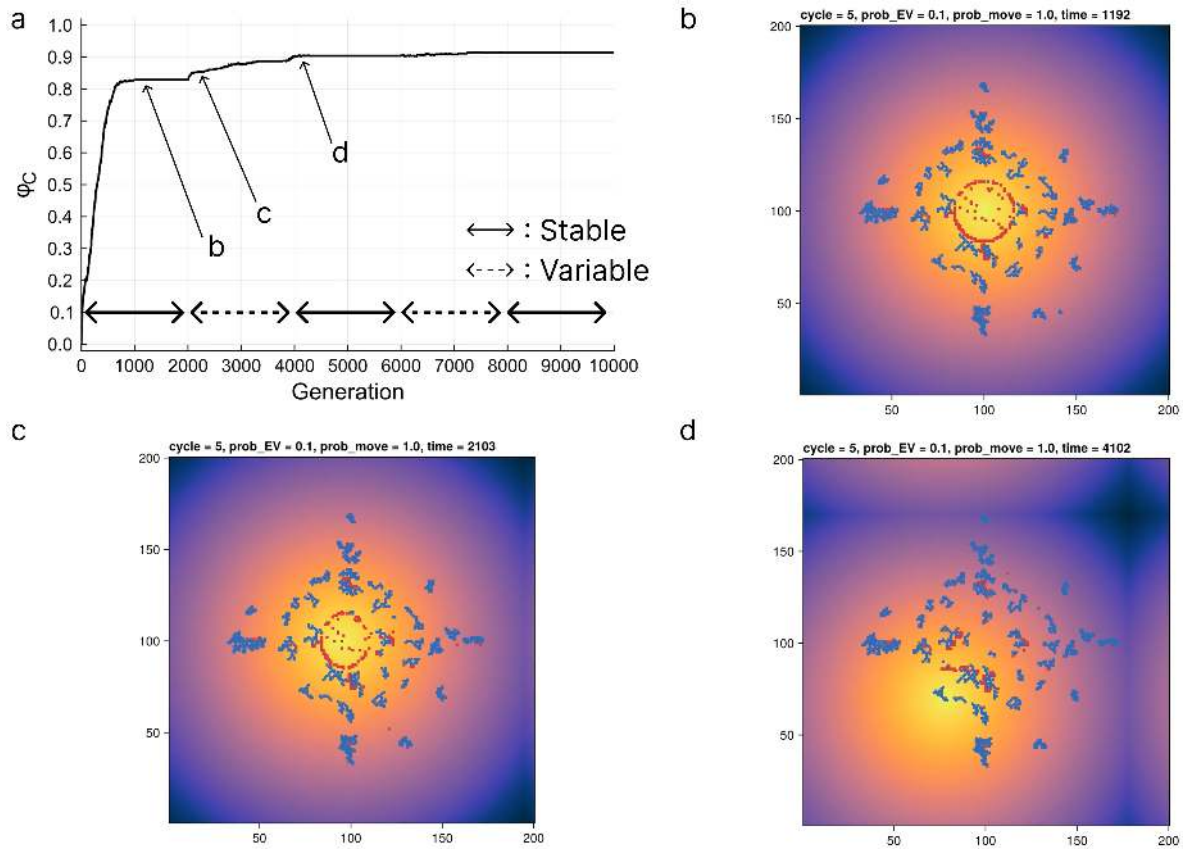 a
1.0
0.9
0.8
0.7
0.6
0.5
0.4
0.3
0.2
0.1
0.0
φC
b
c
d
: Stable
: Variable
0 1000 2000 3000 4000 5000 6000 7000 8000 9000 10000
Generation
b
cycle = 5, prob_EV = 0.1, prob_move = 1.0, time = 1192
200
150
100
50
50 100 150 200
c
cycle = 5, prob_EV = 0.1, prob_move = 1.0, time = 2103
200
150
100
50
50 100 150 200
d
cycle = 5, prob_EV = 0.1, prob_move = 1.0, time = 4102
200
150
100
50
50 100 150 200